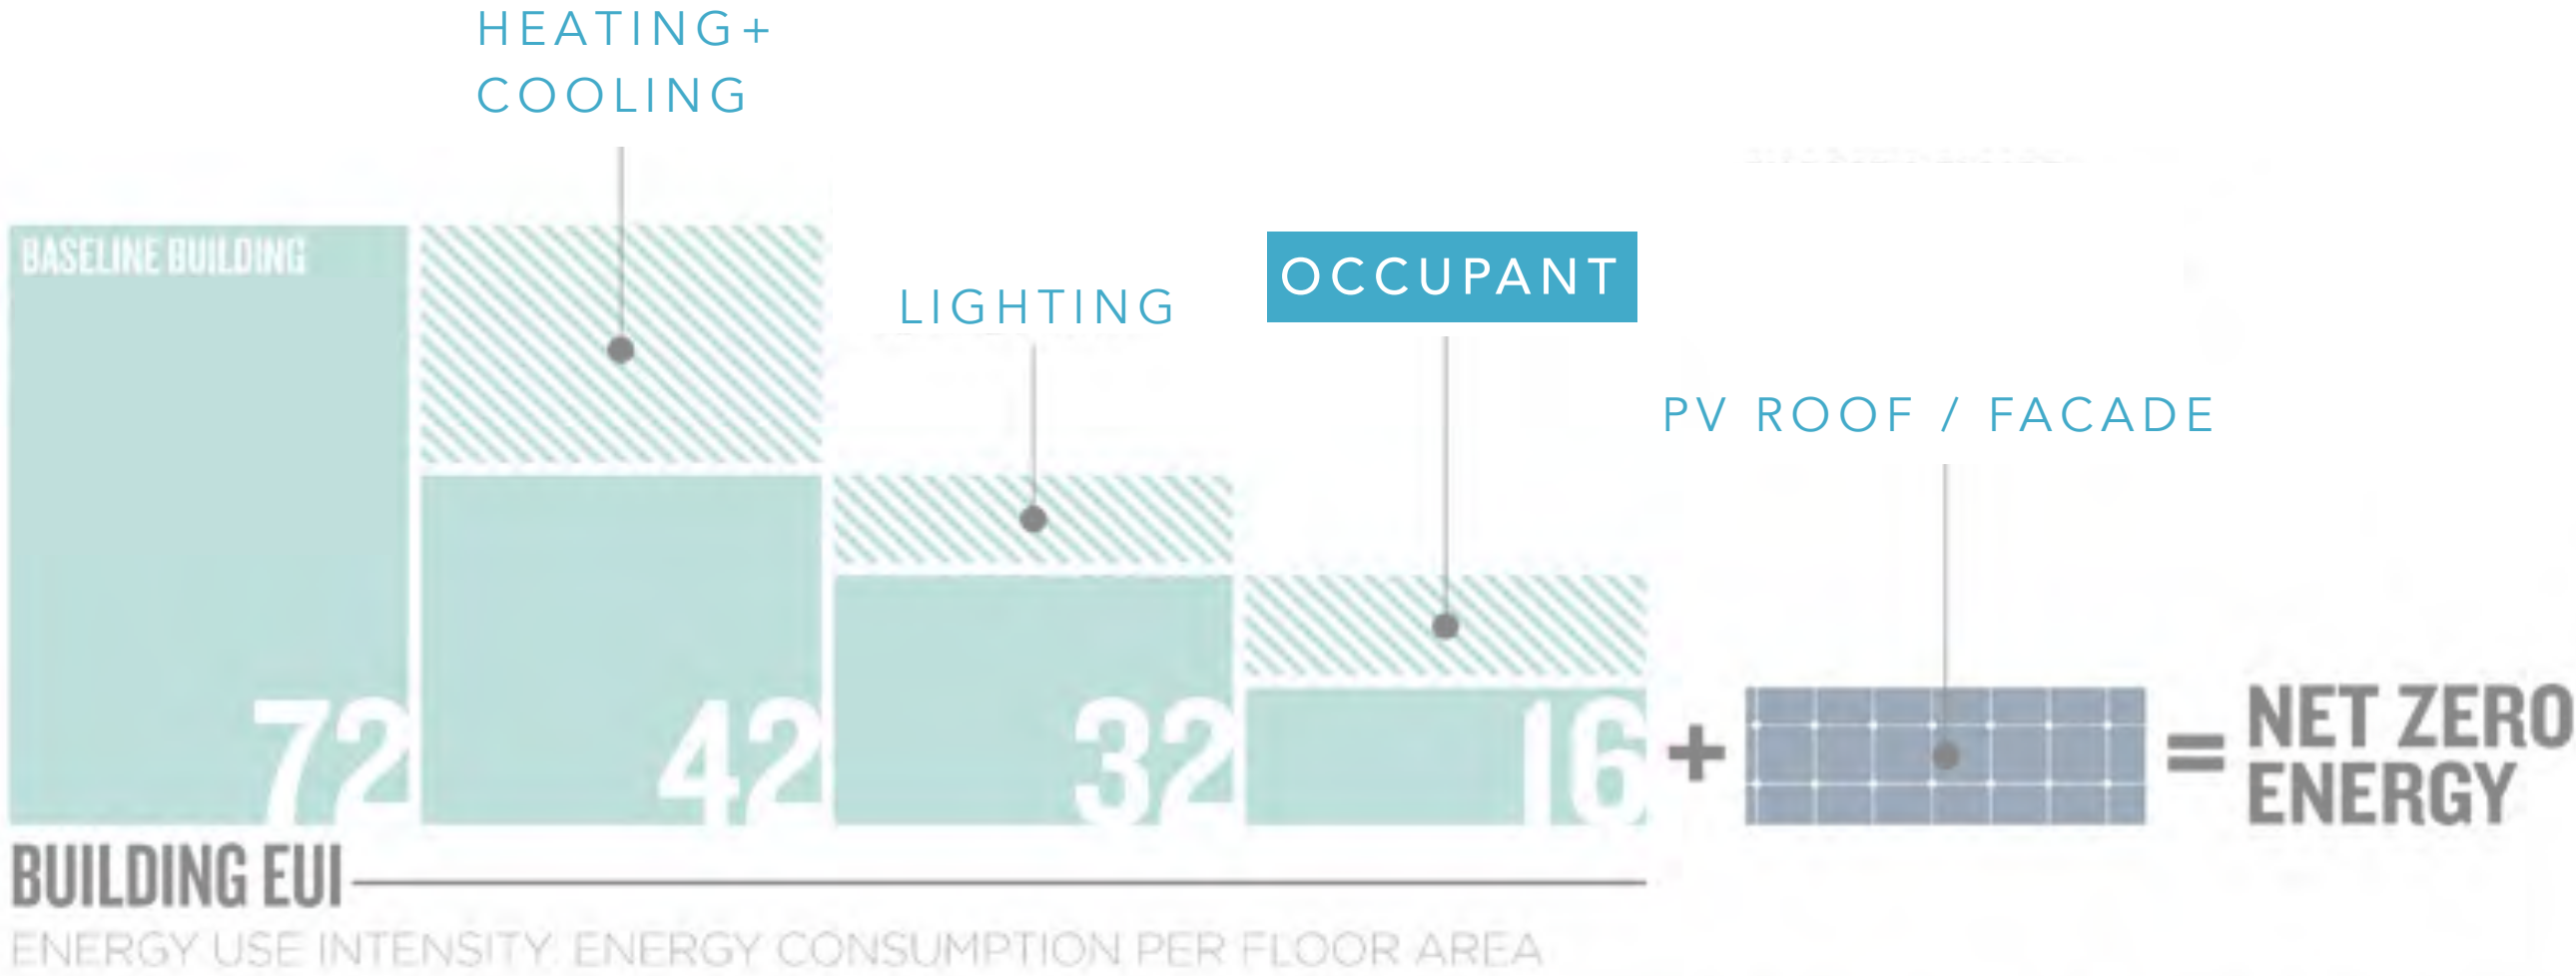 HEATING+
COOLING
BASELINE BUILDING
LIGHTING
OCCUPANT
PV ROOF / FACADE
72
42
32
16
+
=
NET ZERO
ENERGY
BUILDING EUI
ENERGY USE INTENSITY: ENERGY CONSUMPTION PER FLOOR AREA